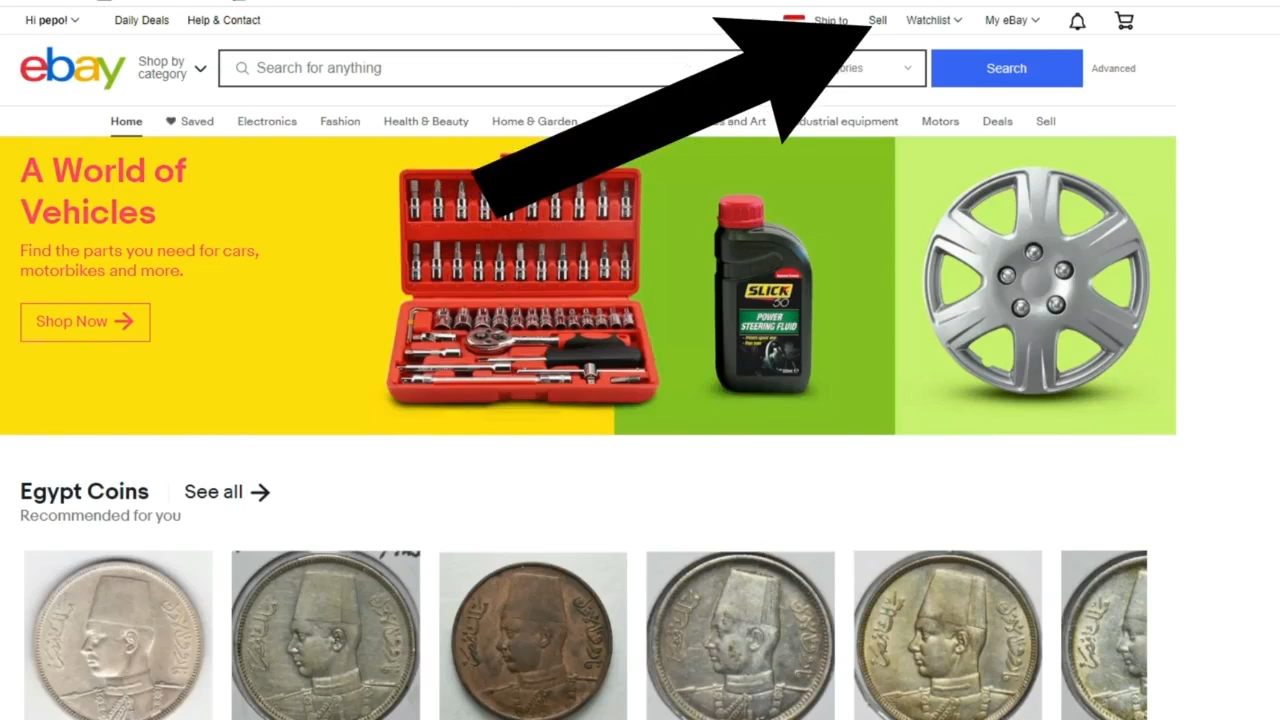 Hi pepo! Daily Deals Help & Contact Ship to Sell Watchlist My eBay
ebay Shop by category Search for anything Search Advanced
Home Saved Electronics Fashion Health & Beauty Home & Garden and Art equipment Motors Deals Sell
A World of
Vehicles
Find the parts you need for cars,
motorbikes and more.
Shop Now
SLICK
50
POWER
STEERING FLUID
Egypt Coins See all
Recommended for you